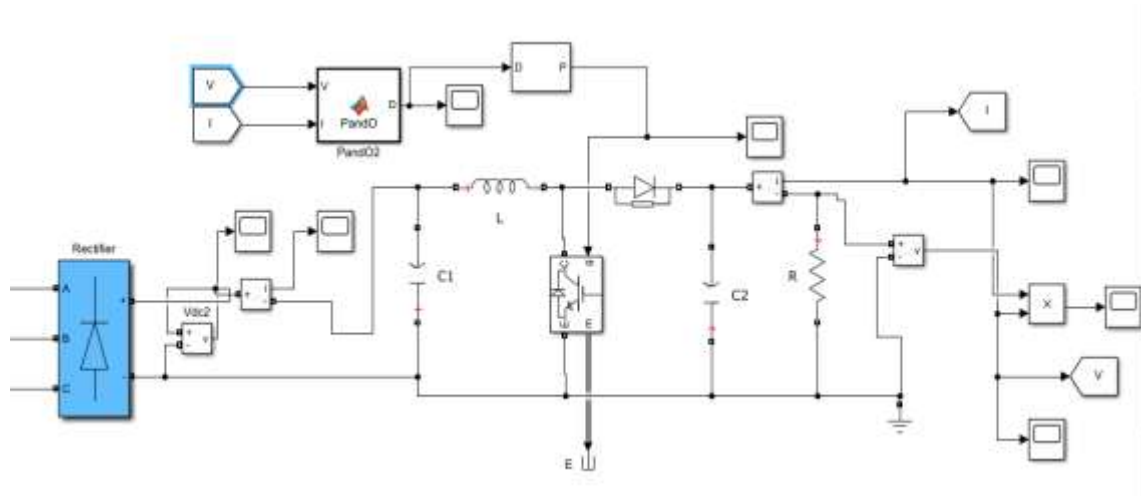 V
I
V
I
D
PandO
PandO2
D
P
I
L
Rectifier
A
B
C
+
-
Vdc2
+
-
v
+
i
-
C1
C
g
E
E
+
i
-
C2
R
+
-
v
X
V
E